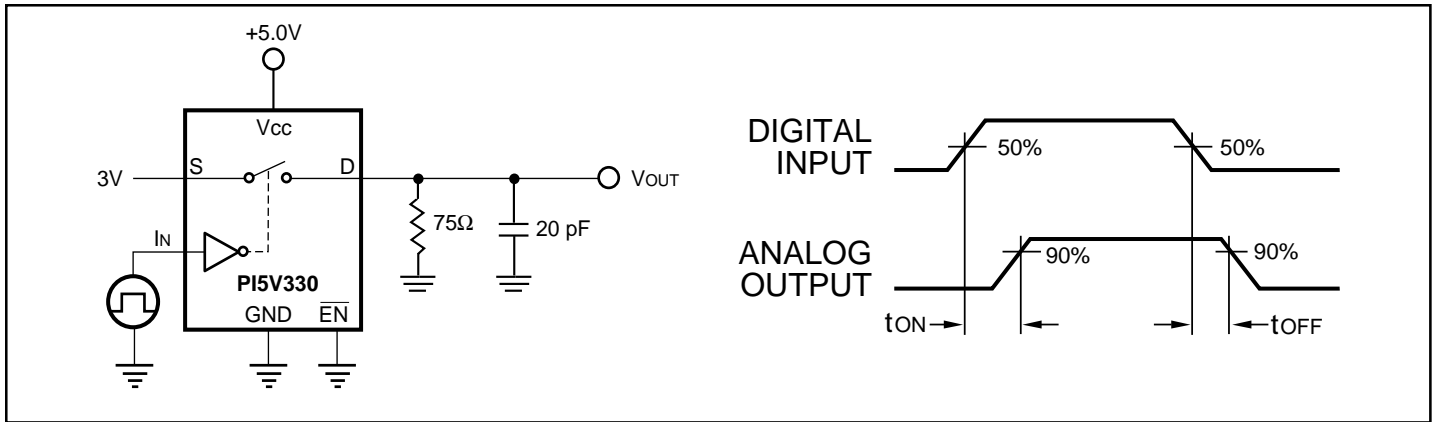 +5.0V
Vcc
S
D
3V
VOUT
75Ω
20 pF
IN
PI5V330
GND
E̅N̅
DIGITAL
INPUT
50%
50%
ANALOG
OUTPUT
90%
90%
tON
tOFF